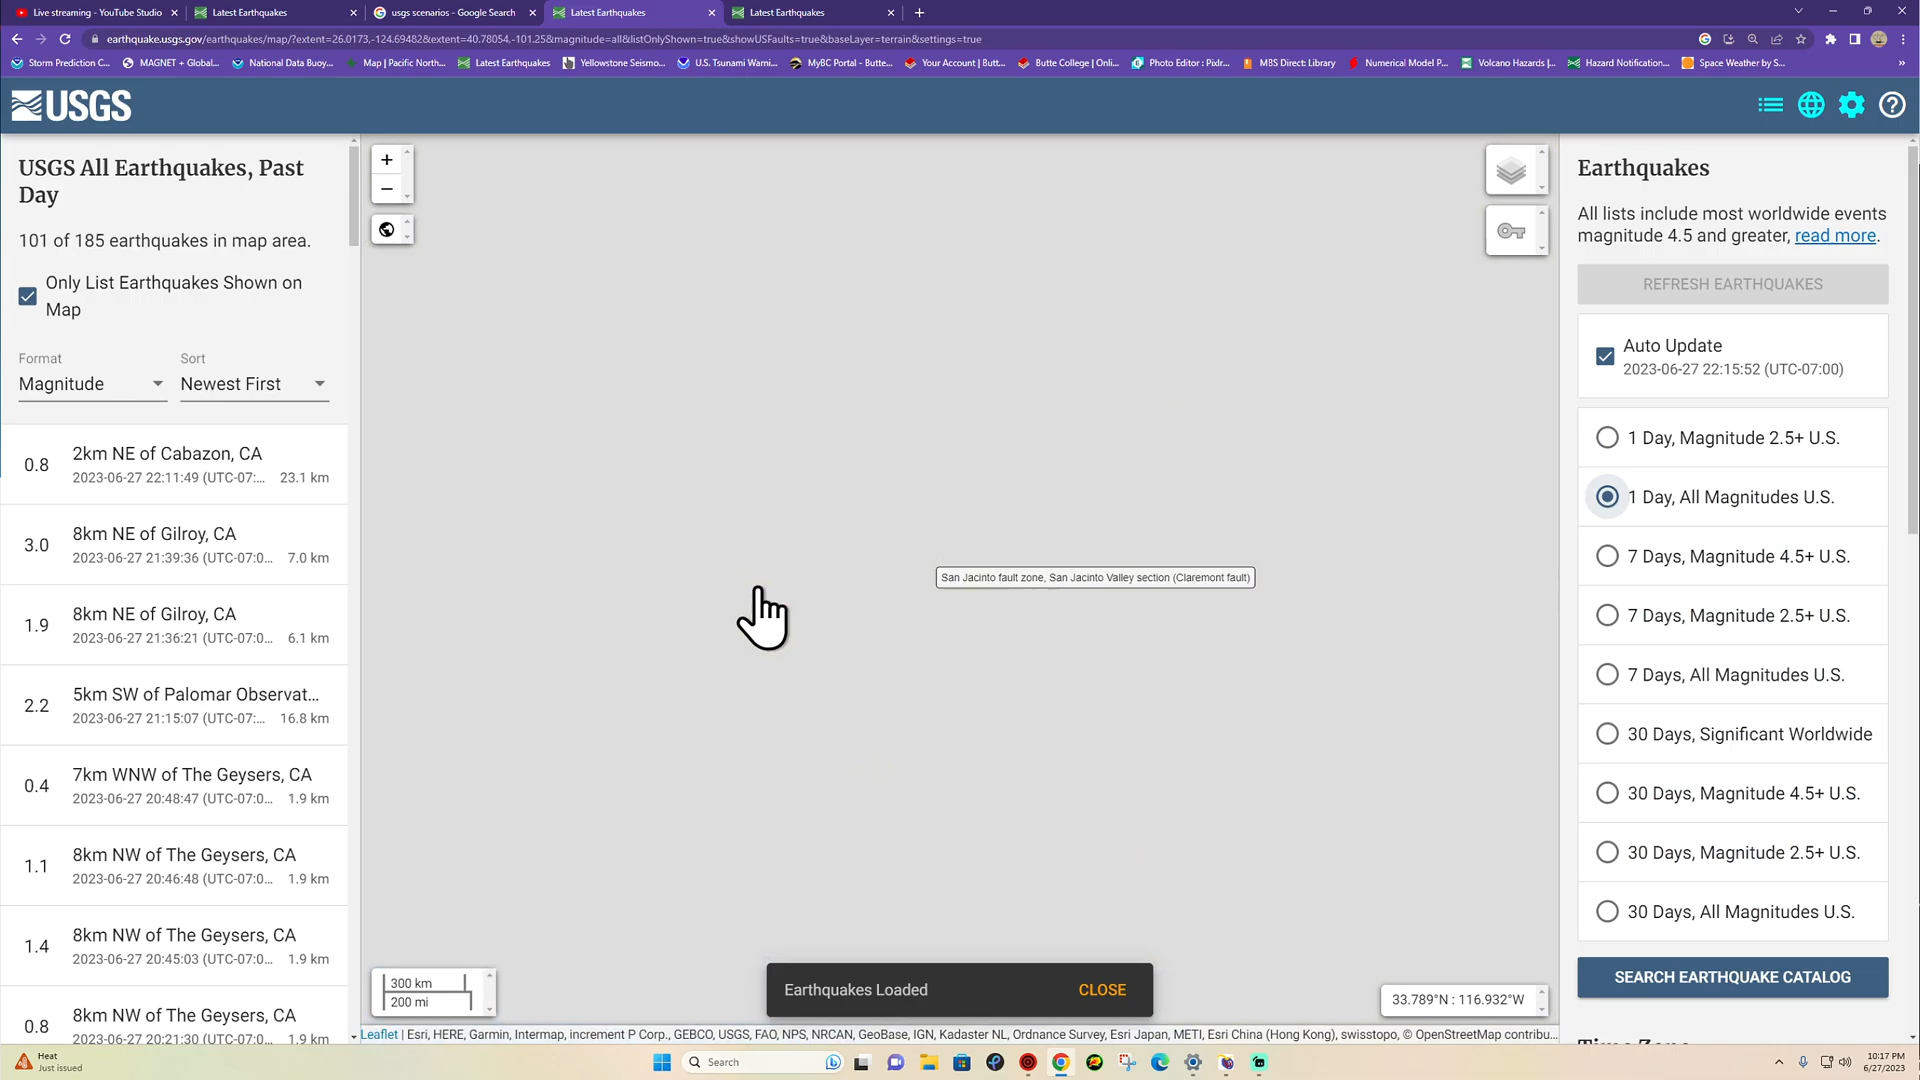 Live streaming - YouTube Studio
Latest Earthquakes
usgs scenarios - Google Search
Latest Earthquakes
Latest Earthquakes
earthquake.usgs.gov/earthquakes/map/?extent=26.0173,-124.69482&extent=40.78054,-101.25&magnitude=all&listOnlyShown=true&showUSFaults=true&baseLayer=terrain&settings=true
Storm Prediction C...
MAGNET + Global...
National Data Buoy...
Map | Pacific North...
Latest Earthquakes
Yellowstone Seismo...
U.S. Tsunami Warni...
MyBC Portal - Butte...
Your Account | Butt...
Butte College | Onli...
Photo Editor : Pixlr...
MBS Direct: Library
Numerical Model P...
Volcano Hazards |...
Hazard Notification...
Space Weather by S...
USGS
USGS All Earthquakes, Past
Day
101 of 185 earthquakes in map area.
Only List Earthquakes Shown on
Map
Format
Sort
Magnitude
Newest First
0.8
2km NE of Cabazon, CA
2023-06-27 22:11:49 (UTC-07:...
23.1 km
3.0
8km NE of Gilroy, CA
2023-06-27 21:39:36 (UTC-07:0...
7.0 km
1.9
8km NE of Gilroy, CA
2023-06-27 21:36:21 (UTC-07:0...
6.1 km
2.2
5km SW of Palomar Observat...
2023-06-27 21:15:07 (UTC-07:...
16.8 km
0.4
7km WNW of The Geysers, CA
2023-06-27 20:48:47 (UTC-07:0...
1.9 km
1.1
8km NW of The Geysers, CA
2023-06-27 20:46:48 (UTC-07:0...
1.9 km
1.4
8km NW of The Geysers, CA
2023-06-27 20:45:03 (UTC-07:0...
1.9 km
0.8
8km NW of The Geysers, CA
2023-06-27 20:21:30 (UTC-07:0...
1.9 km
San Jacinto fault zone, San Jacinto Valley section (Claremont fault)
300 km
200 mi
Earthquakes Loaded
CLOSE
33.789°N : 116.932°W
Leaflet | Esri, HERE, Garmin, Intermap, increment P Corp., GEBCO, USGS, FAO, NPS, NRCAN, GeoBase, IGN, Kadaster NL, Ordnance Survey, Esri Japan, METI, Esri China (Hong Kong), swisstopo, © OpenStreetMap contribu...
Earthquakes
All lists include most worldwide events
magnitude 4.5 and greater, read more.
REFRESH EARTHQUAKES
Auto Update
2023-06-27 22:15:52 (UTC-07:00)
1 Day, Magnitude 2.5+ U.S.
1 Day, All Magnitudes U.S.
7 Days, Magnitude 4.5+ U.S.
7 Days, Magnitude 2.5+ U.S.
7 Days, All Magnitudes U.S.
30 Days, Significant Worldwide
30 Days, Magnitude 4.5+ U.S.
30 Days, Magnitude 2.5+ U.S.
30 Days, All Magnitudes U.S.
SEARCH EARTHQUAKE CATALOG
Time Zone
Heat
Just issued
Search
10:17 PM
6/27/2023